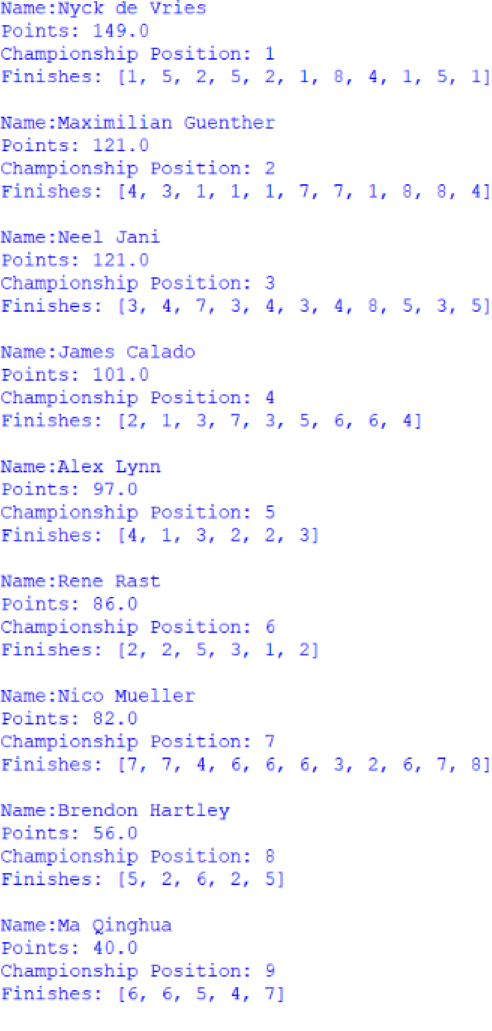 Name:Nyck de Vries
Points: 149.0
Championship Position: 1
Finishes: [1, 5, 2, 5, 2, 1, 8, 4, 1, 5, 1]
Name:Maximilian Guenther
Points: 121.0
Championship Position: 2
Finishes: [4, 3, 1, 1, 1, 7, 7, 1, 8, 8, 4]
Name:Neel Jani
Points: 121.0
Championship Position: 3
Finishes: [3, 4, 7, 3, 4, 3, 4, 8, 5, 3, 5]
Name:James Calado
Points: 101.0
Championship Position: 4
Finishes: [2, 1, 3, 7, 3, 5, 6, 6, 4]
Name:Alex Lynn
Points: 97.0
Championship Position: 5
Finishes: [4, 1, 3, 2, 2, 3]
Name:Rene Rast
Points: 86.0
Championship Position: 6
Finishes: [2, 2, 5, 3, 1, 2]
Name:Nico Mueller
Points: 82.0
Championship Position: 7
Finishes: [7, 7, 4, 6, 6, 6, 3, 2, 6, 7, 8]
Name:Brendon Hartley
Points: 56.0
Championship Position: 8
Finishes: [5, 2, 6, 2, 5]
Name:Ma Qinghua
Points: 40.0
Championship Position: 9
Finishes: [6, 6, 5, 4, 7]